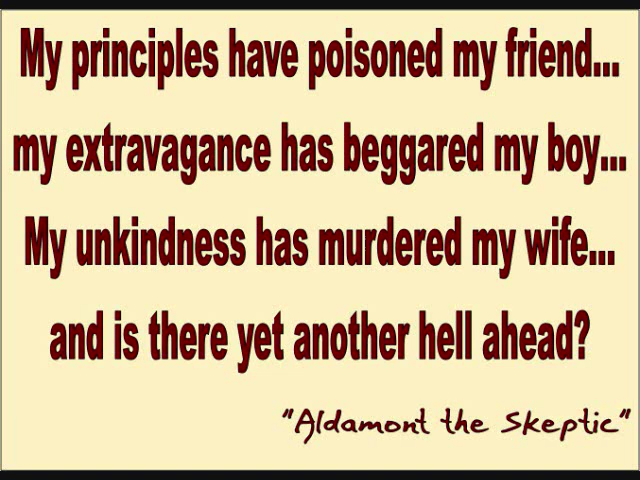 My principles have poisoned my friend...
my extravagance has beggared my boy...
My unkindness has murdered my wife...
and is there yet another hell ahead?
"Aldamont the Skeptic"